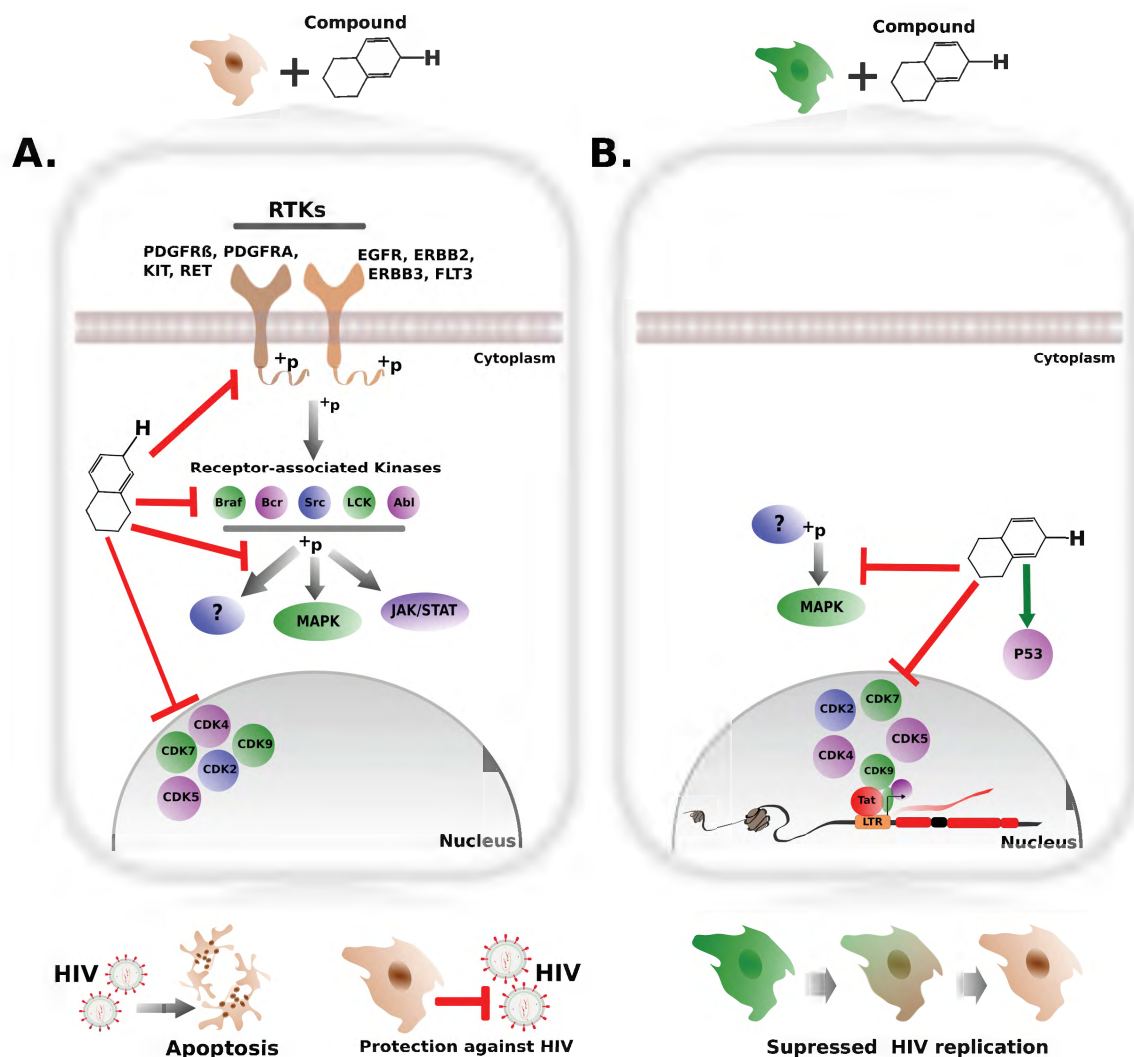 Compound
H
A.
RTKs
PDGFRß, PDGFRA,
KIT, RET
EGFR, ERBB2,
ERBB3, FLT3
Cytoplasm
+p
+p
+p
H
Receptor-associated Kinases
Braf
Bcr
Src
LCK
Abl
+p
?
MAPK
JAK/STAT
CDK4
CDK7
CDK9
CDK2
CDK5
Nucleus
HIV
Apoptosis
HIV
Protection against HIV
Compound
H
B.
Cytoplasm
?
+p
H
MAPK
P53
CDK2
CDK7
CDK4
CDK5
CDK9
Tat
LTR
Nucleus
Supressed HIV replication